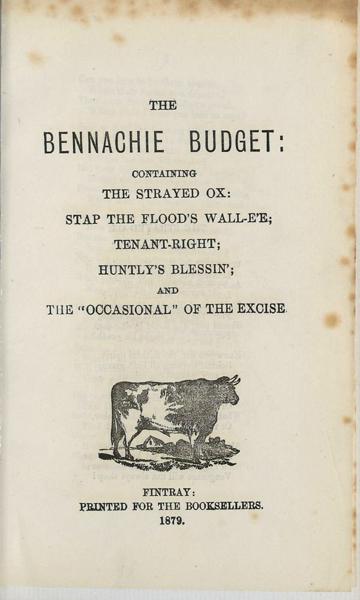 THE
BENNACHIE BUDGET:
CONTAINING
THE STRAYED OX:
STAP THE FLOOD'S WALL-E'E;
TENANT-RIGHT;
HUNTLY'S BLESSIN';
AND
THE "OCCASIONAL" OF THE EXCISE
FINTRAY:
PRINTED FOR THE BOOKSELLERS.
1879.